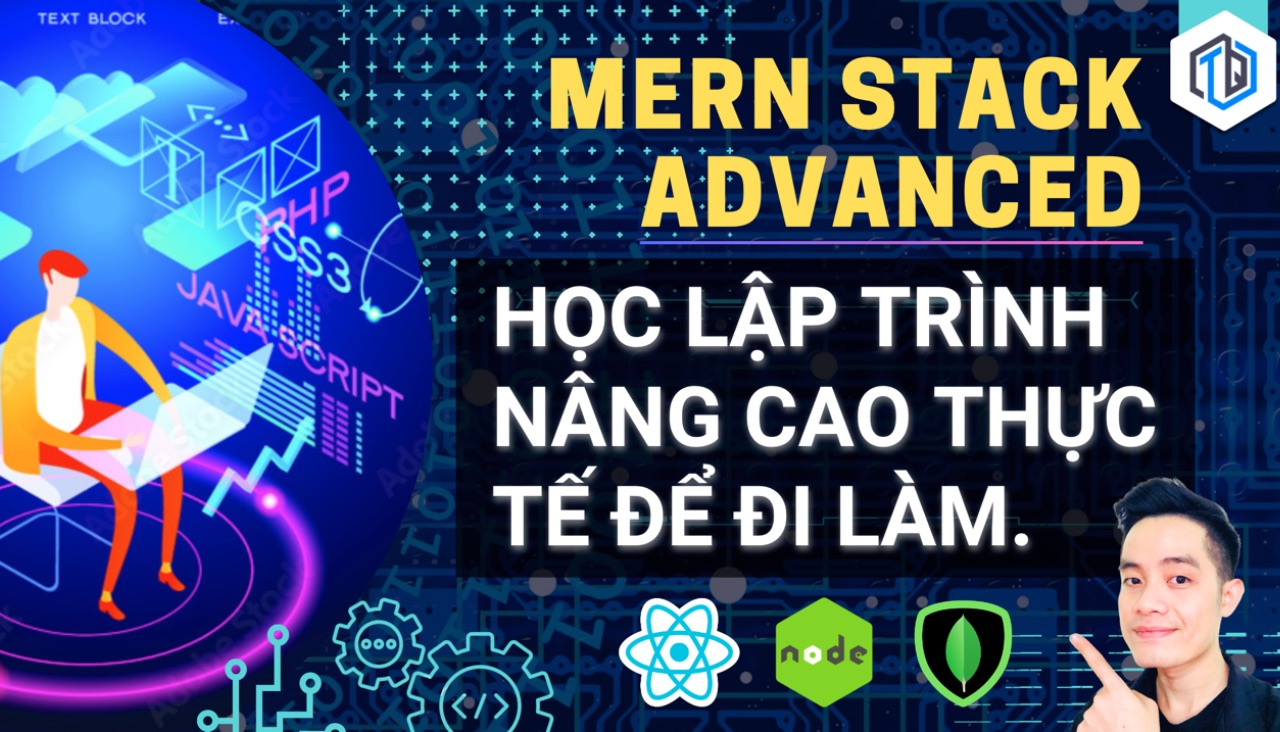 TEXT BLOCK
MERN STACK
ADVANCED
PHP
CSS3
JAVA SCRIPT
HỌC LẬP TRÌNH
NÂNG CAO THỰC
TẾ ĐỂ ĐI LÀM.
node